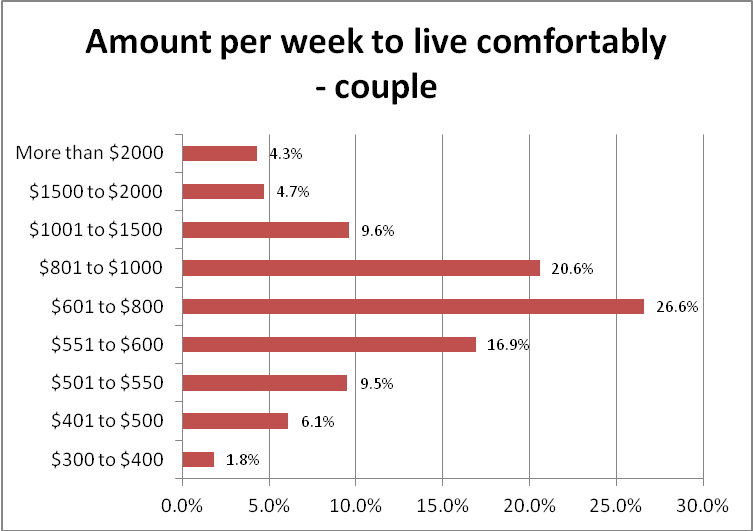 Amount per week to live comfortably
- couple
More than $2000
4.3%
$1500 to $2000
4.7%
$1001 to $1500
9.6%
$801 to $1000
20.6%
$601 to $800
26.6%
$551 to $600
16.9%
$501 to $550
9.5%
$401 to $500
6.1%
$300 to $400
1.8%
0.0% 5.0% 10.0% 15.0% 20.0% 25.0% 30.0%